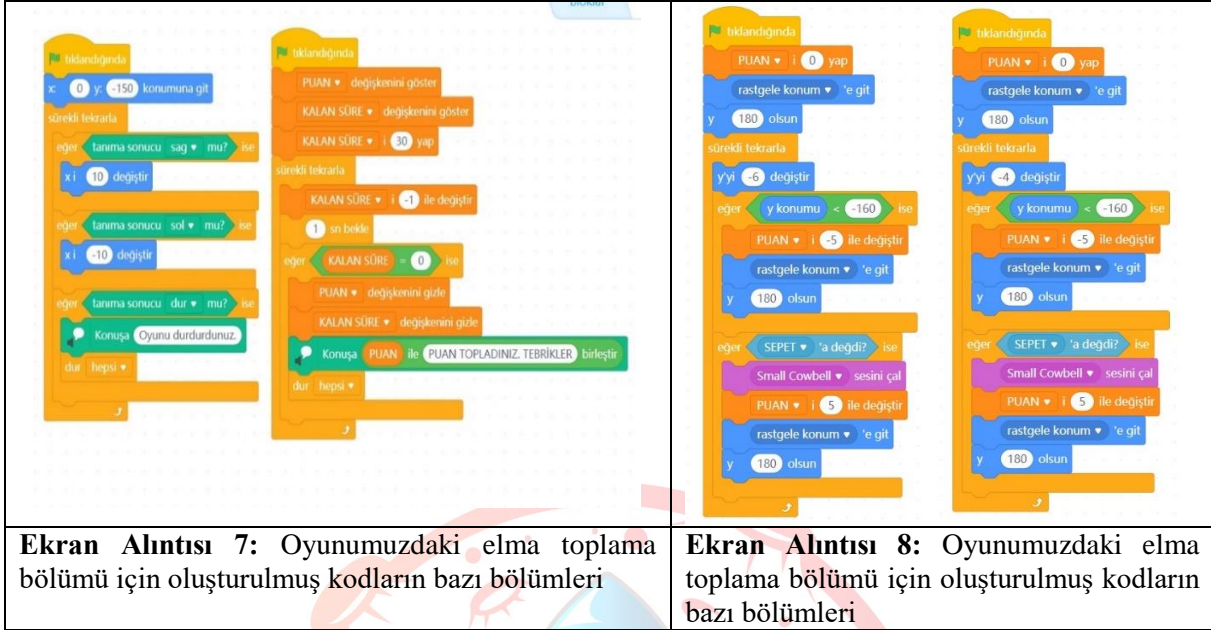 tıklandığında
x: 0 y: -150 konumuna git
sürekli tekrarla
eğer tanıma sonucu sag mu? ise
x i 10 değiştir
eğer tanıma sonucu sol mu? ise
x i -10 değiştir
eğer tanıma sonucu dur mu? ise
Konuşa Oyunu durdurdunuz.
dur hepsi
tıklandığında
PUAN değişkenini göster
KALAN SÜRE değişkenini göster
KALAN SÜRE i 30 yap
sürekli tekrarla
KALAN SÜRE i -1 ile değiştir
1 sn bekle
eğer KALAN SÜRE = 0 ise
PUAN değişkenini gizle
KALAN SÜRE değişkenini gizle
Konuşa PUAN ile PUAN TOPLADINIZ. TEBRİKLER birleştir
dur hepsi
tıklandığında
PUAN i 0 yap
rastgele konum 'e git
y 180 olsun
sürekli tekrarla
y'yi -6 değiştir
eğer y konumu < -160 ise
PUAN i -5 ile değiştir
rastgele konum 'e git
y 180 olsun
eğer SEPET 'a değdi? ise
Small Cowbell sesini çal
PUAN i 5 ile değiştir
rastgele konum 'e git
y 180 olsun
tıklandığında
PUAN i 0 yap
rastgele konum 'e git
y 180 olsun
sürekli tekrarla
y'yi -4 değiştir
eğer y konumu < -160 ise
PUAN i -5 ile değiştir
rastgele konum 'e git
y 180 olsun
eğer SEPET 'a değdi? ise
Small Cowbell sesini çal
PUAN i 5 ile değiştir
rastgele konum 'e git
y 180 olsun
Ekran Alıntısı 7: Oyunumuzdaki elma toplama
bölümü için oluşturulmuş kodların bazı bölümleri
Ekran Alıntısı 8: Oyunumuzdaki elma
toplama bölümü için oluşturulmuş kodların
bazı bölümleri